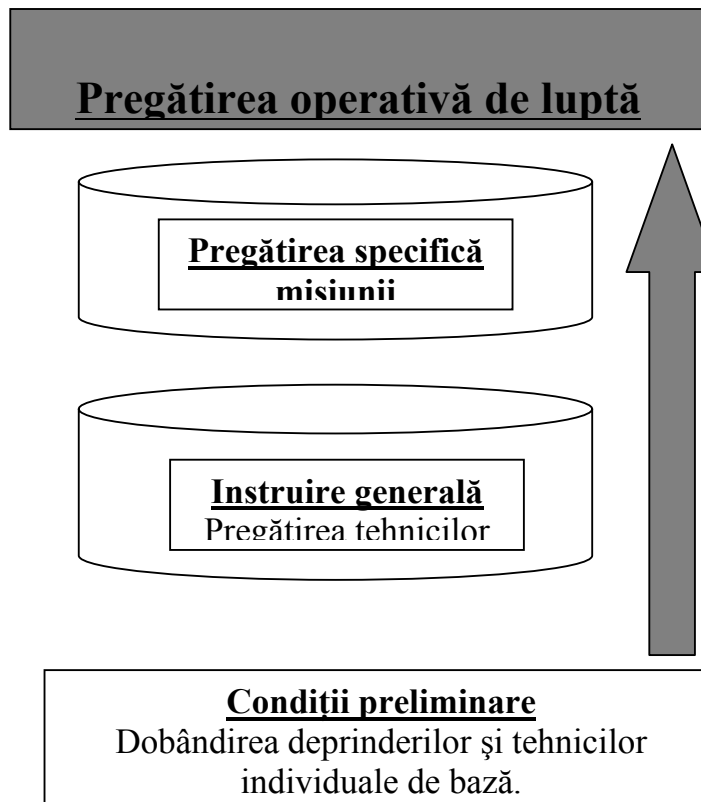 Pregătirea operativă de luptă
Pregătirea specifică
misiunii
Instruire generală
Pregătirea tehnicilor
Condiţii preliminare
Dobândirea deprinderilor şi tehnicilor
individuale de bază.